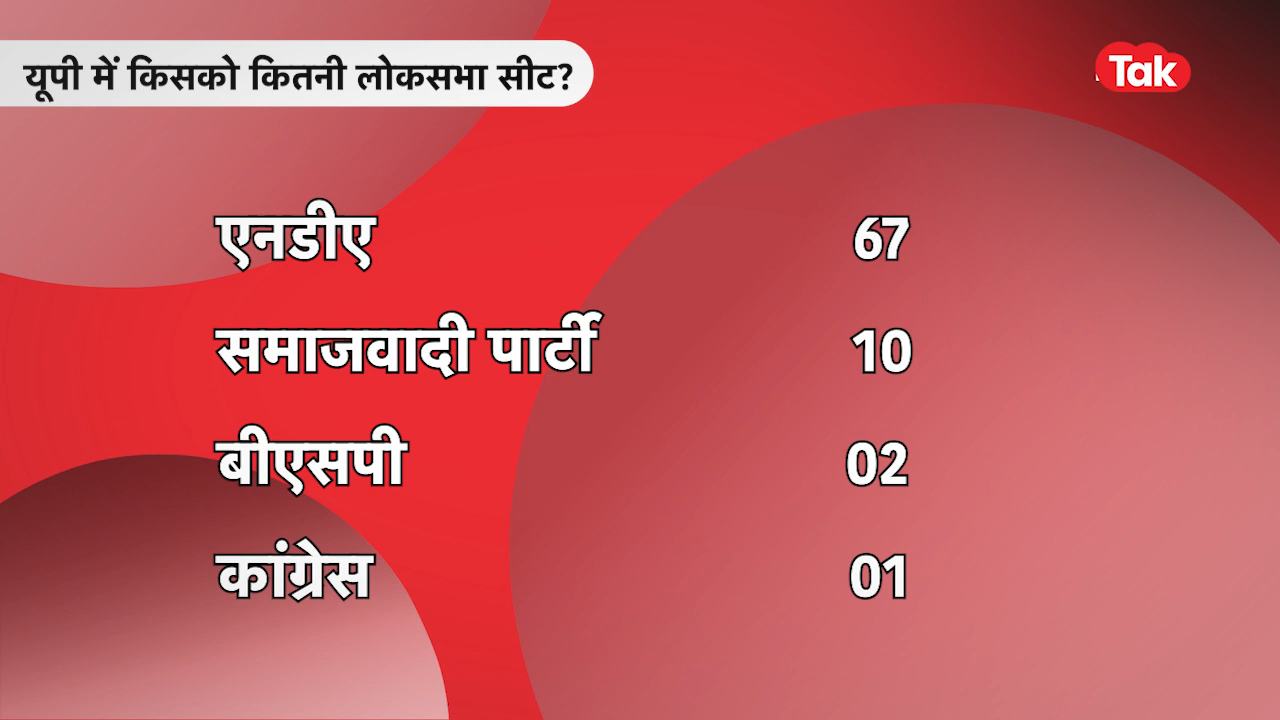 यूपी में किसको कितनी लोकसभा सीट?
Tak
एनडीए 67
समाजवादी पार्टी 10
बीएसपी 02
कांग्रेस 01